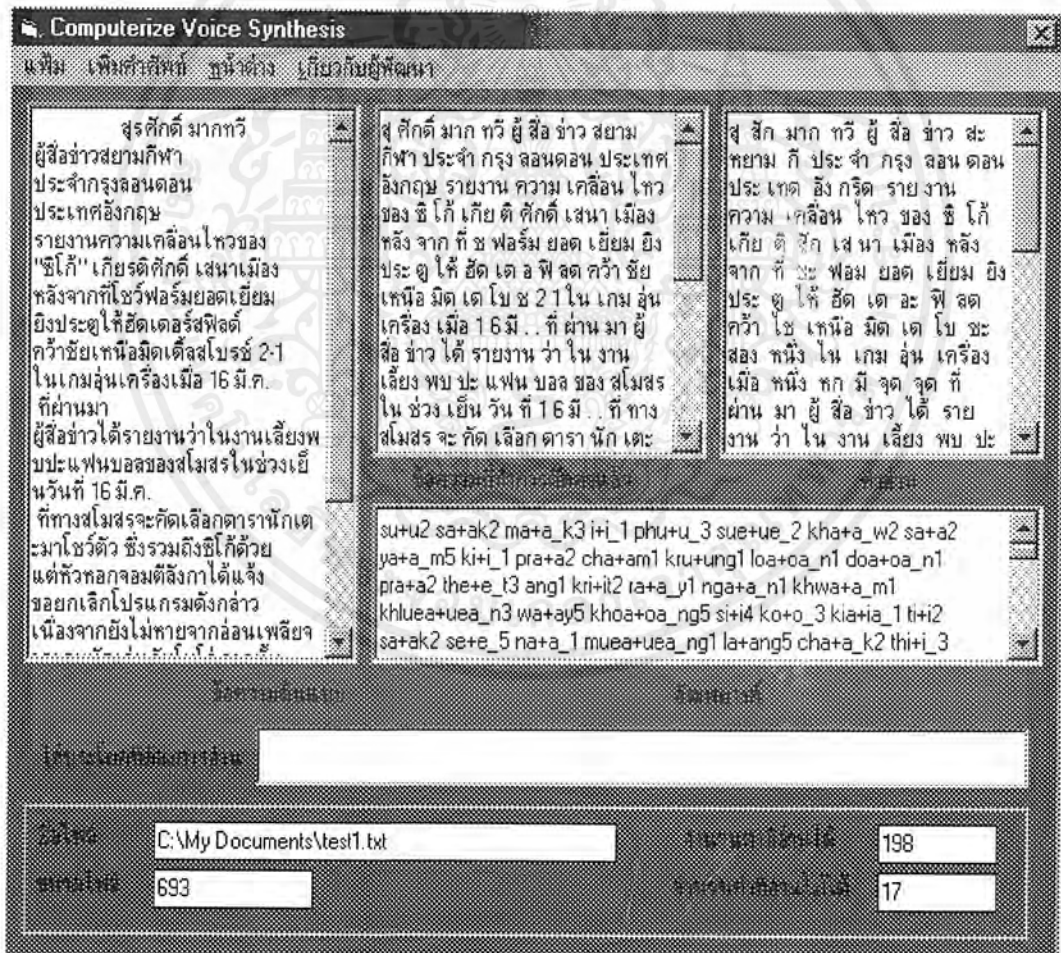 Computerize Voice Synthesis
แฟ้ม เพิ่มคำศัพท์ หน้าต่าง เกี่ยวกับผู้พัฒนา
สุรศักดิ์ มากทวี
ผู้สื่อข่าวสยามกีฬา
ประจำกรุงลอนดอน
ประเทศอังกฤษ
รายงานความเคลื่อนไหวของ
"ซิโก้" เกียรติศักดิ์ เสนาเมือง
หลังจากที่โชว์ฟอร์มยอดเยี่ยม
ยิงประตูให้ฮัดเดอร์สฟิลด์
คว้าชัยเหนือมิดเดิ้ลสโบรช์ 2-1
ในเกมอุ่นเครื่องเมื่อ 16 มี.ค.
ที่ผ่านมา
ผู้สื่อข่าวได้รายงานว่าในงานเลี้ยงพ
บปะแฟนบอลของสโมสรในช่วงเย็
นวันที่ 16 มี.ค.
ที่ทางสโมสรจะคัดเลือกดารานักเต
ะมาโชว์ตัว ซึ่งรวมถึงซิโก้ด้วย
แต่หัวหอกจอมตีลังกาได้แจ้ง
ขอยกเลิกโปรแกรมดังกล่าว
เนื่องจากยังไม่หายจากอ่อนเพลียจ
สุ ศักดิ์ มาก ทวี ผู้ สื่อ ข่าว สยาม
กีฬา ประจำ กรุง ลอนดอน ประเทศ
อังกฤษ รายงาน ความ เคลื่อน ไหว
ของ ซิ โก้ เกีย ติ ศักดิ์ เสนา เมือง
หลัง จาก ที่ ช ฟอร์ม ยอด เยี่ยม ยิง
ประ ตู ให้ ฮัด เด อ ฟิ ลด คว้า ชัย
เหนือ มิด เด โบ ช 2 1 ใน เกม อุ่น
เครื่อง เมื่อ 1 6 มี . . ที่ ผ่าน มา ผู้
สื่อ ข่าว ได้ รายงาน ว่า ใน งาน
เลี้ยง พบ ปะ แฟน บอล ของ สโมสร
ใน ช่วง เย็น วัน ที่ 1 6 มี . . ที่ ทาง
สโมสร จะ คัด เลือก ดารา นัก เตะ
สุ สัก มาก ทวี ผู้ สื่อ ข่าว สะ
หยาม กี ประ จำ กรุง ลอน ดอน
ประ เทด อัง กริด ราย งาน
ความ เคลื่อน ไหว ของ ซิ โก้
เกีย ติ สัก เส นา เมือง หลัง
จาก ที่ ชะ ฟอม ยอด เยี่ยม ยิง
ประ ตู ให้ ฮัด เด อะ ฟิ ลด
คว้า ไช เหนือ มิด เด โบ ชะ
สอง หนึ่ง ใน เกม อุ่น เครื่อง
เมื่อ หนึ่ง หก มี จุด จุด ที่
ผ่าน มา ผู้ สื่อ ข่าว ได้ ราย
งาน ว่า ใน งาน เลี้ยง พบ ปะ
su+u2 sa+ak2 ma+a_k3 i+i_1 phu+u_3 sue+ue_2 kha+a_w2 sa+a2
ya+a_m5 ki+i_1 pra+a2 cha+am1 kru+ung1 loa+oa_n1 doa+oa_n1
pra+a2 the+e_t3 ang1 kri+it2 ra+a_y1 nga+a_n1 khwa+a_m1
khluea+uea_n3 wa+ay5 khoa+oa_ng5 si+i4 ko+o_3 kia+ia_1 ti+i2
sa+ak2 se+e_5 na+a_1 muea+uea_ng1 la+ang5 cha+a_k2 thi+i_3
ข้อความต้นแบบ
ชื่อไฟล์
C:\My Documents\test1.txt
198
ขนาดไฟล์
693
17